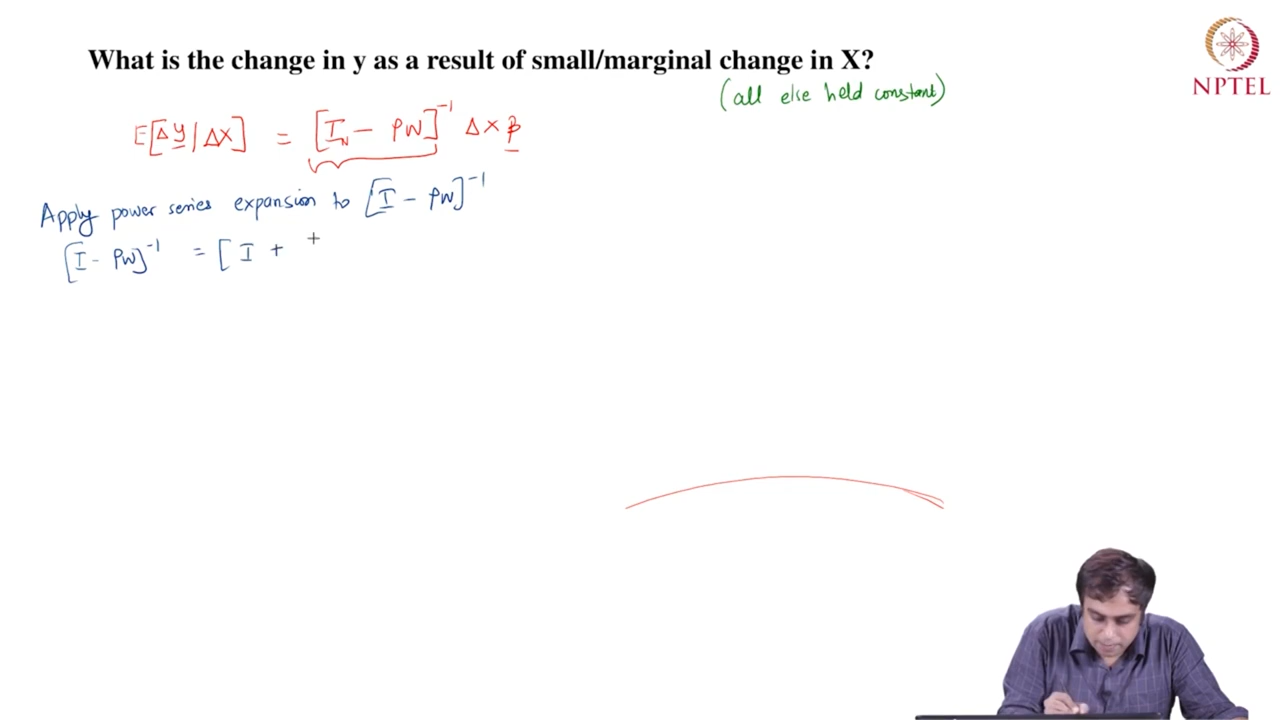 What is the change in y as a result of small/marginal change in X?
NPTEL
(all else held constant)
E[Δy/ΔX] = [I_N - ρW]^-1 ΔX β
Apply power series expansion to [I - ρW]^-1
[I - ρW]^-1 = [I +